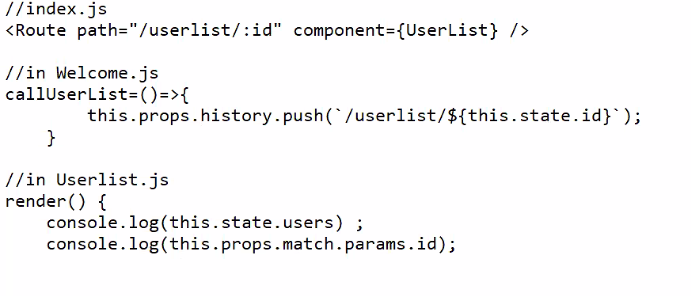 //index.js
<Route path="/userlist/:id" component={UserList} />
//in Welcome.js
callUserList=()=>{
        this.props.history.push(`/userlist/${this.state.id}`);
    }
//in Userlist.js
render() {
    console.log(this.state.users) ;
    console.log(this.props.match.params.id);